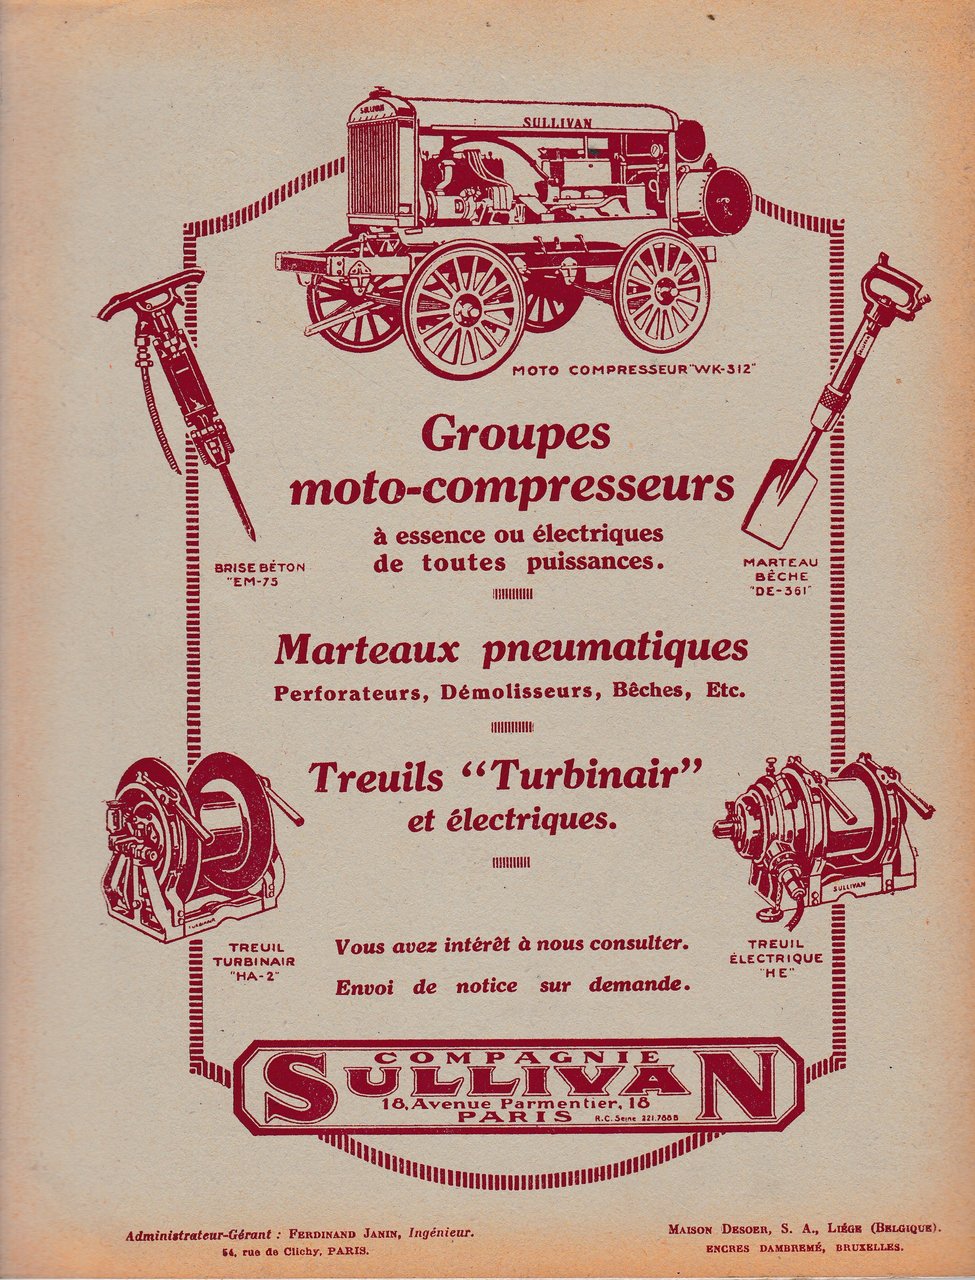 SULLIVAN
SULLIVAN
MOTO COMPRESSEUR "WK-312"
Groupes
moto-compresseurs
à essence ou électriques
de toutes puissances.
BRISE BÉTON
"EM-75
MARTEAU
BÊCHE
"DE-361"
Marteaux pneumatiques
Perforateurs, Démolisseurs, Bêches, Etc.
Treuils “Turbinair”
et électriques.
TURBINAIR
SULLIVAN
TREUIL
TURBINAIR
"HA-2"
TREUIL
ÉLECTRIQUE
"HE"
Vous avez intérêt à nous consulter.
Envoi de notice sur demande.
COMPAGNIE
SULLIVAN
18, Avenue Parmentier, 18
PARIS R.C. Seine 221.788 B
Administrateur-Gérant : FERDINAND JANIN, Ingénieur.
54, rue de Clichy, PARIS.
MAISON DESOER, S. A., LIÉGE (BELGIQUE).
ENCRES DAMBREMÉ, BRUXELLES.